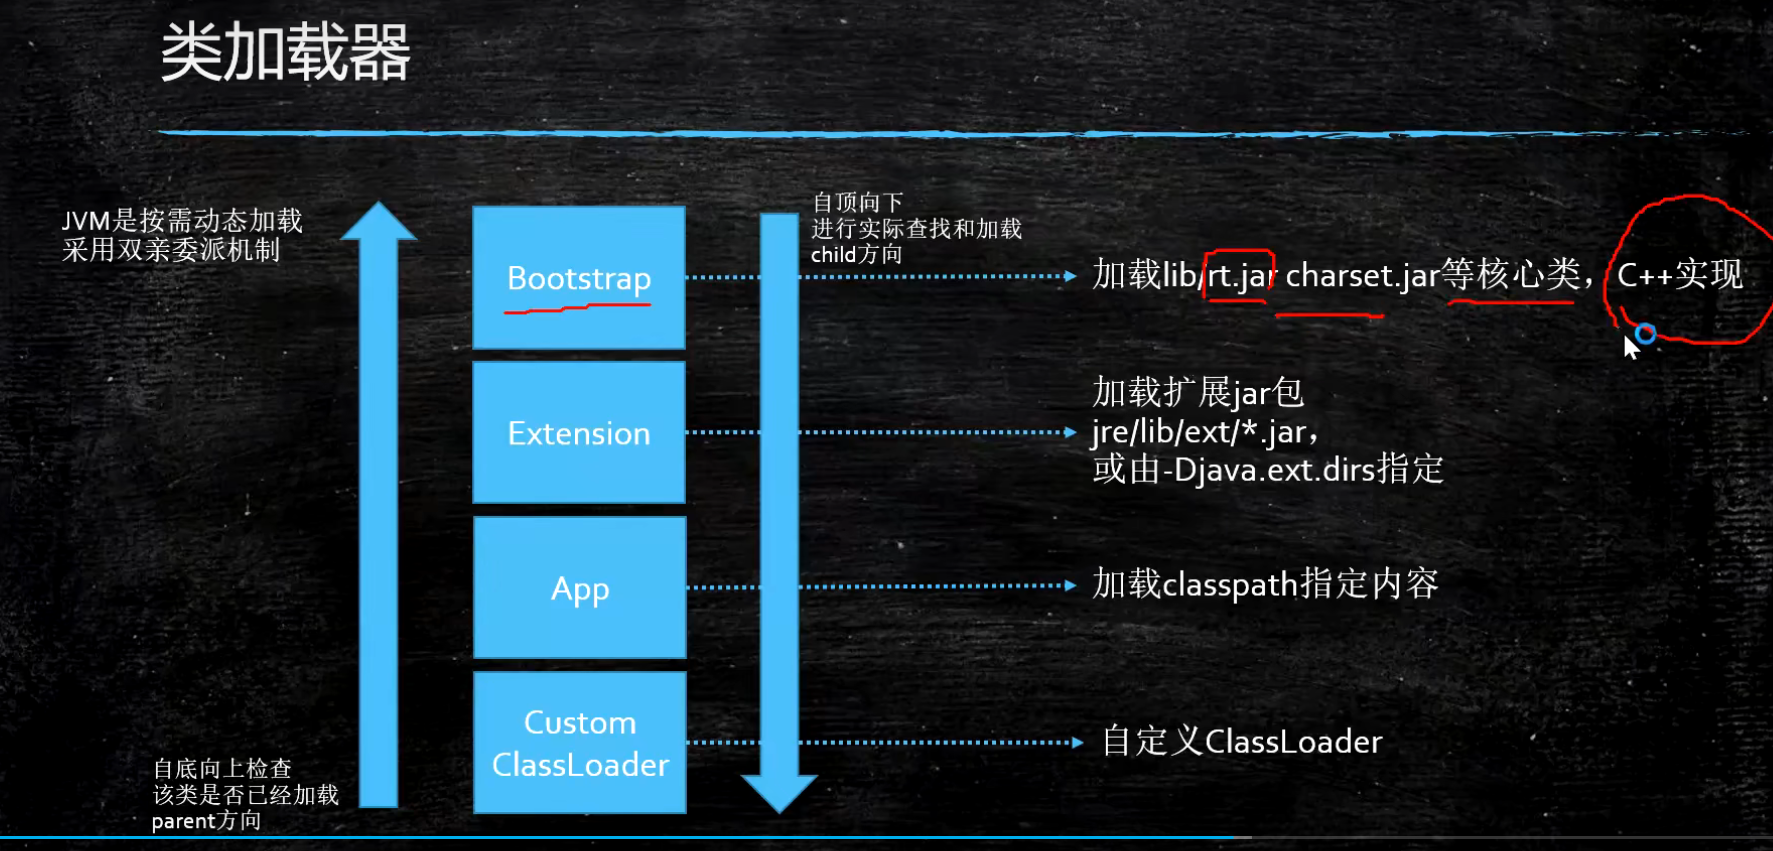 类加载器
JVM是按需动态加载
采用双亲委派机制
自顶向下
进行实际查找和加载
child方向
Bootstrap
加载lib/rt.jar charset.jar等核心类，C++实现
Extension
加载扩展jar包
jre/lib/ext/*.jar，
或由-Djava.ext.dirs指定
App
加载classpath指定内容
Custom
ClassLoader
自定义ClassLoader
自底向上检查
该类是否已经加载
parent方向